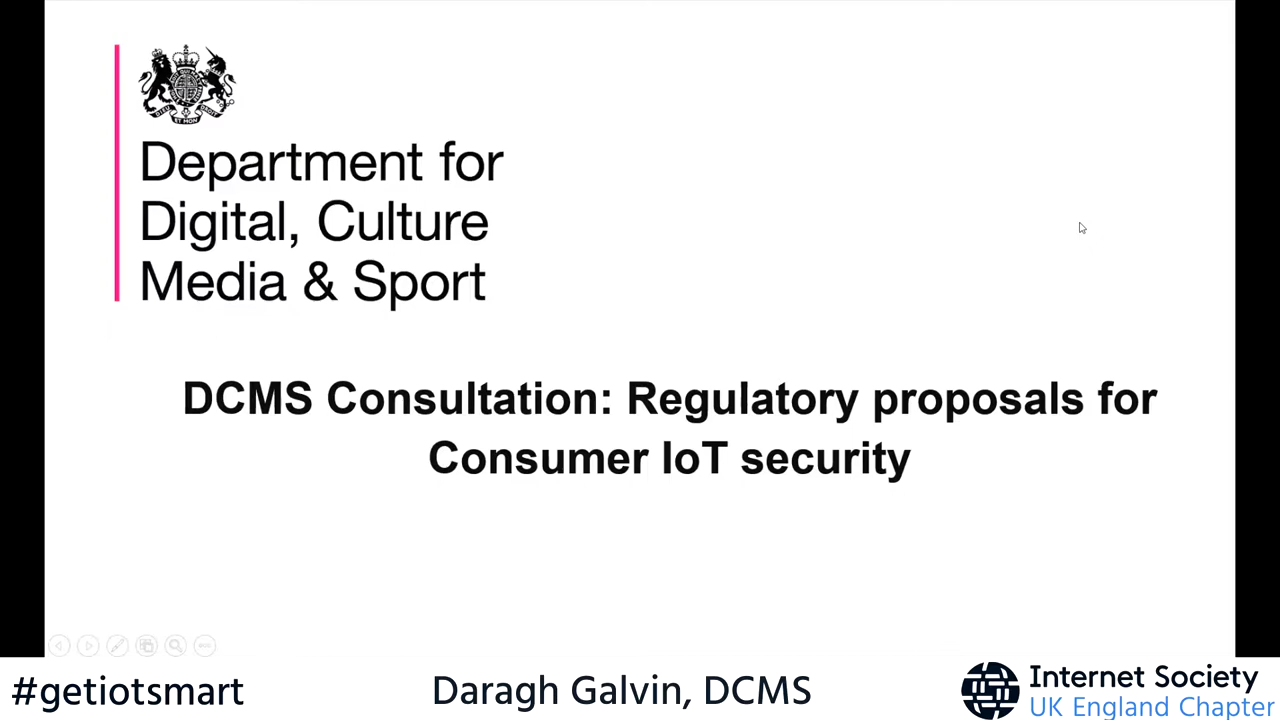 Department for
Digital, Culture
Media & Sport
DCMS Consultation: Regulatory proposals for
Consumer IoT security
#getiotsmart
Daragh Galvin, DCMS
Internet Society
UK England Chapter